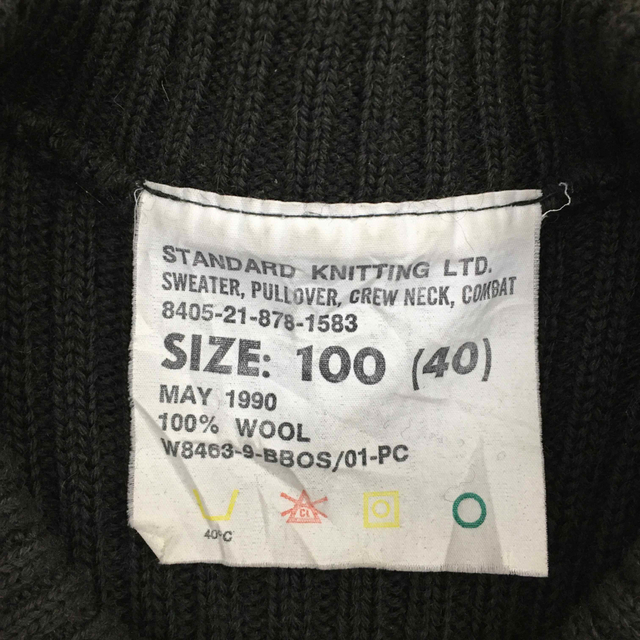 STANDARD KNITTING LTD.
SWEATER, PULLOVER, CREW NECK, COMBAT
8405-21-878-1583
SIZE: 100 (40)
MAY 1990
100% WOOL
W8463-9-BBOS/01-PC
CL
40°C